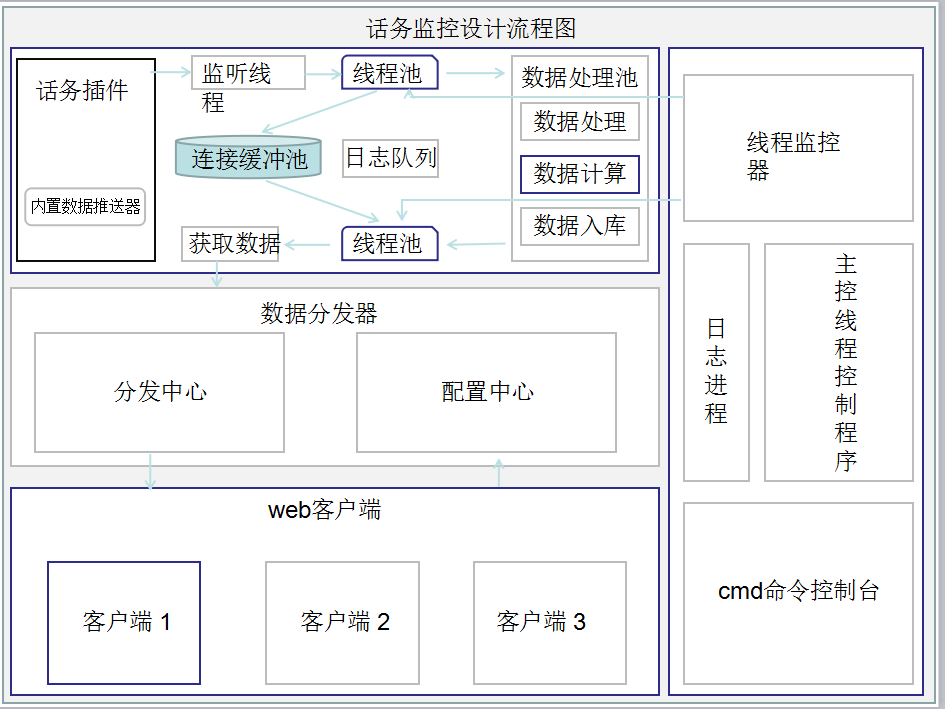 话务监控设计流程图
话务插件
内置数据推送器
监听线
程
线程池
连接缓冲池
日志队列
数据处理池
数据处理
数据计算
数据入库
获取数据
线程池
数据分发器
分发中心
配置中心
web客户端
客户端 1
客户端 2
客户端 3
线程监控
器
日
志
进
程
主
控
线
程
控
制
程
序
cmd命令控制台